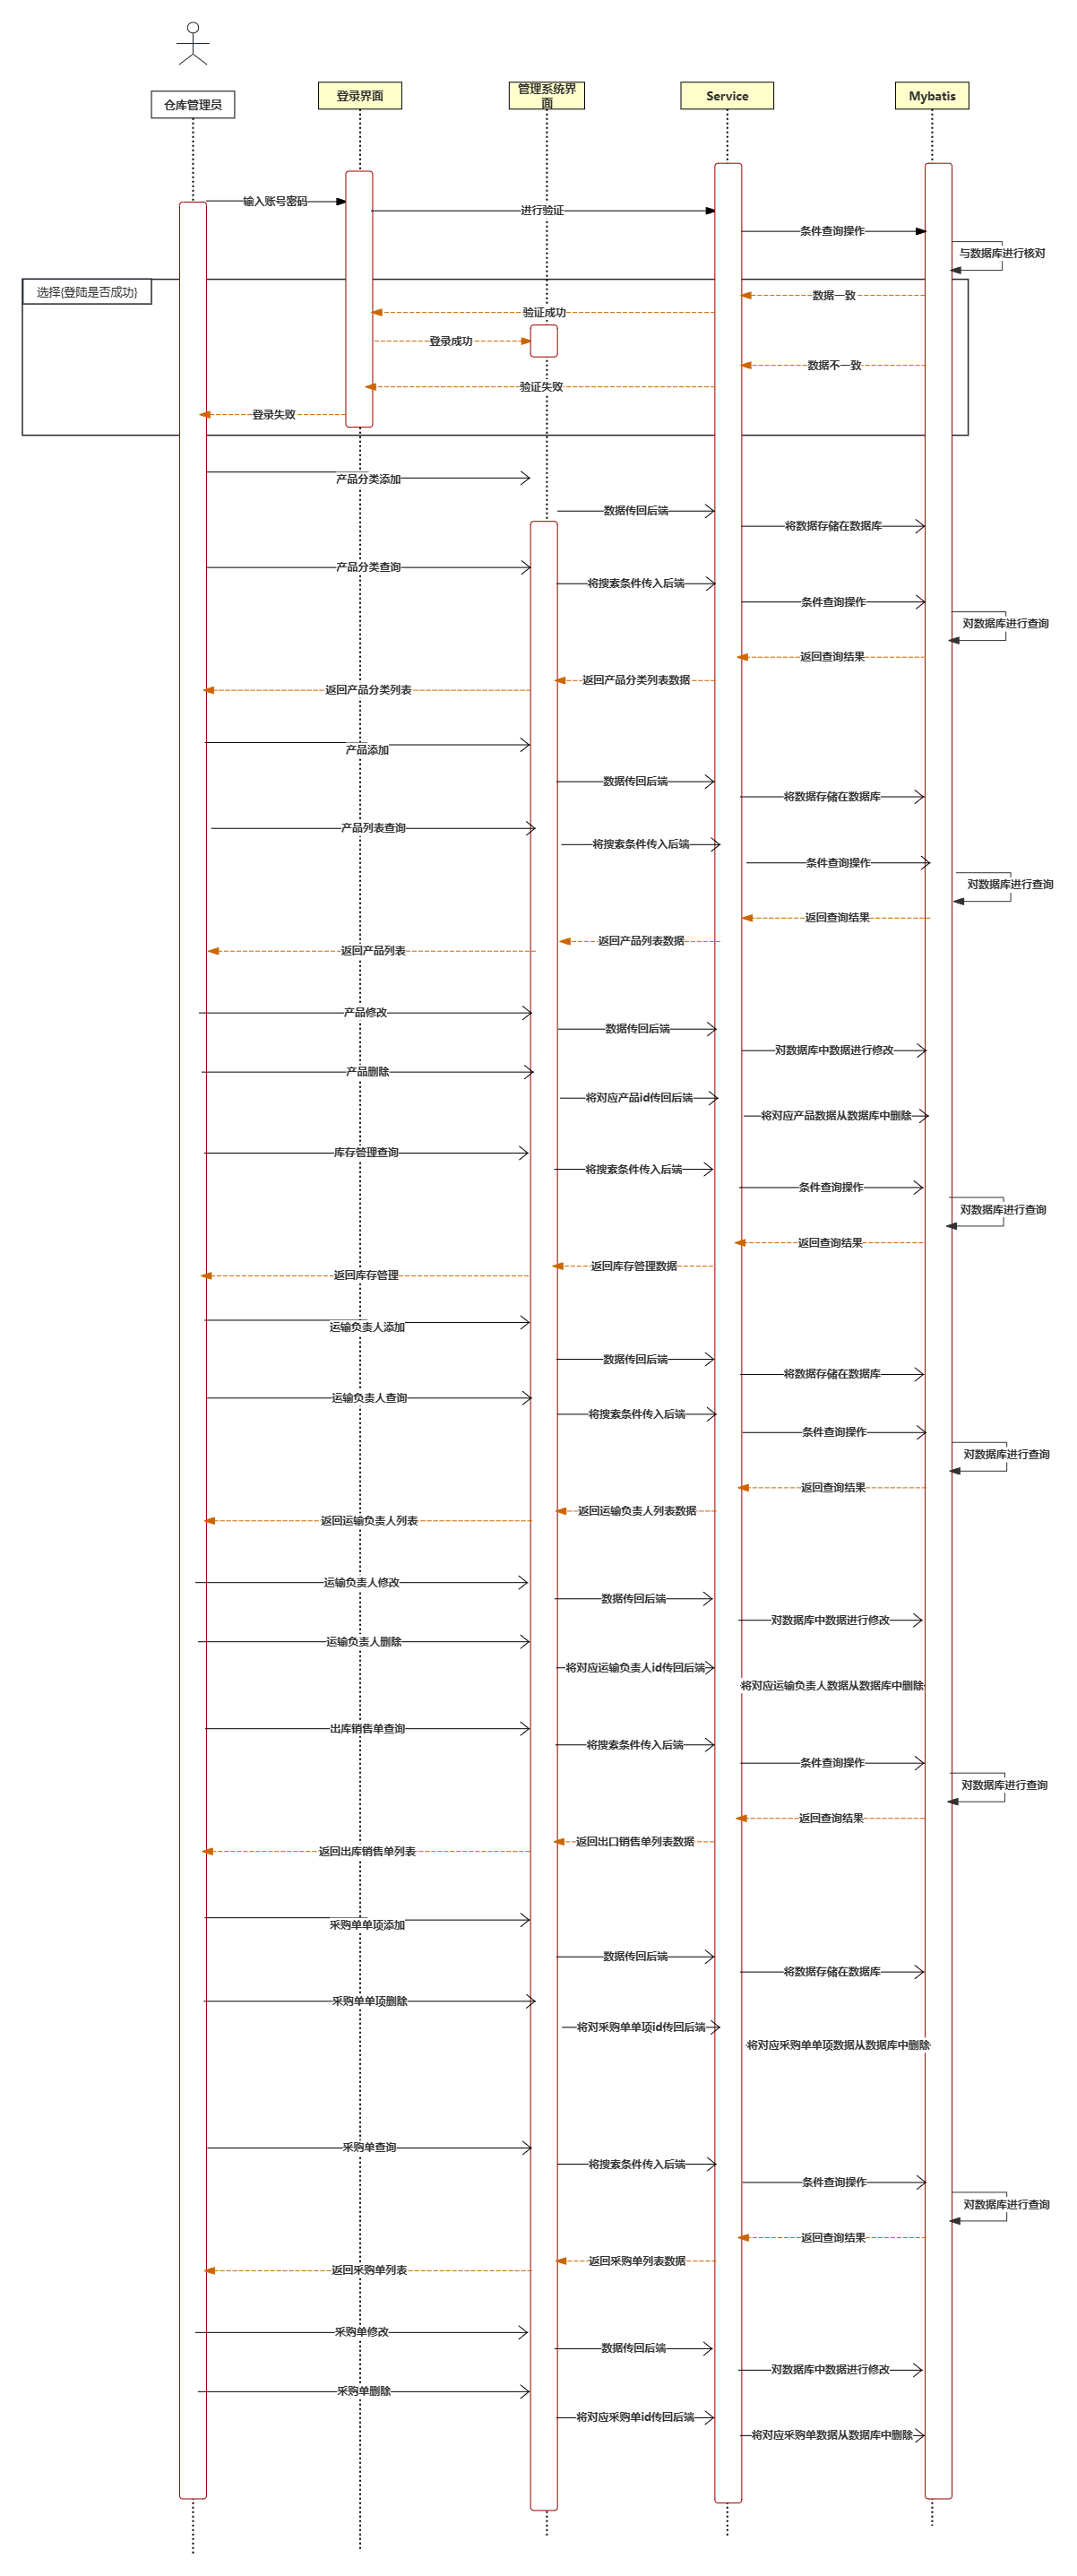 仓库管理员
登录界面
管理系统界
面
Service
Mybatis
输入账号密码
进行验证
条件查询操作
与数据库进行核对
选择(登陆是否成功)
数据一致
验证成功
登录成功
数据不一致
验证失败
登录失败
产品分类添加
数据传回后端
将数据存储在数据库
产品分类查询
将搜索条件传入后端
条件查询操作
对数据库进行查询
返回查询结果
返回产品分类列表数据
返回产品分类列表
产品添加
数据传回后端
将数据存储在数据库
产品列表查询
将搜索条件传入后端
条件查询操作
对数据库进行查询
返回查询结果
返回产品列表数据
返回产品列表
产品修改
数据传回后端
对数据库中数据进行修改
产品删除
将对应产品id传回后端
将对应产品数据从数据库中删除
库存管理查询
将搜索条件传入后端
条件查询操作
对数据库进行查询
返回查询结果
返回库存管理数据
返回库存管理
运输负责人添加
数据传回后端
将数据存储在数据库
运输负责人查询
将搜索条件传入后端
条件查询操作
对数据库进行查询
返回查询结果
返回运输负责人列表数据
返回运输负责人列表
运输负责人修改
数据传回后端
对数据库中数据进行修改
运输负责人删除
将对应运输负责人id传回后端
将对应运输负责人数据从数据库中删除
出库销售单查询
将搜索条件传入后端
条件查询操作
对数据库进行查询
返回查询结果
返回出口销售单列表数据
返回出库销售单列表
采购单单项添加
数据传回后端
将数据存储在数据库
采购单单项删除
将对采购单单项id传回后端
将对应采购单单项数据从数据库中删除
采购单查询
将搜索条件传入后端
条件查询操作
对数据库进行查询
返回查询结果
返回采购单列表数据
返回采购单列表
采购单修改
数据传回后端
对数据库中数据进行修改
采购单删除
将对应采购单id传回后端
将对应采购单数据从数据库中删除